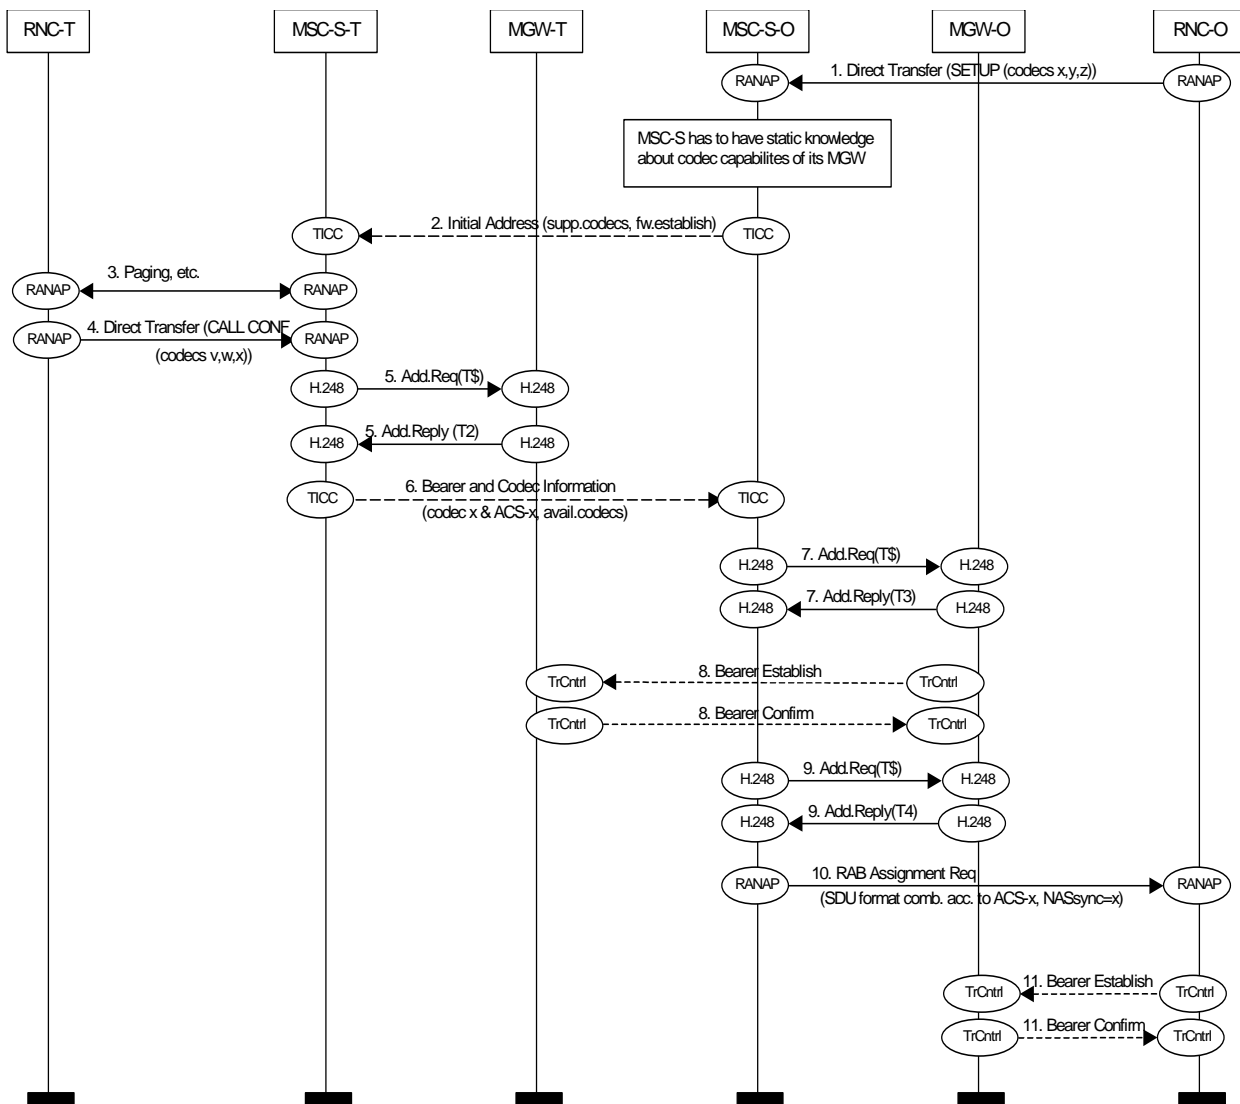 RNC-T
MSC-S-T
MGW-T
MSC-S-O
MGW-O
RNC-O
1. Direct Transfer (SETUP (codecs x,y,z))
RANAP
RANAP
MSC-S has to have static knowledge
about codec capabilites of its MGW
2. Initial Address (supp.codecs, fw.establish)
TICC
TICC
3. Paging, etc.
RANAP
RANAP
4. Direct Transfer (CALL CONF
RANAP
RANAP
(codecs v,w,x))
5. Add.Req(T$)
H.248
H.248
5. Add.Reply (T2)
H.248
H.248
6. Bearer and Codec Information
TICC
TICC
(codec x & ACS-x, avail.codecs)
7. Add.Req(T$)
H.248
H.248
7. Add.Reply(T3)
H.248
H.248
8. Bearer Establish
TrCntrl
TrCntrl
8. Bearer Confirm
TrCntrl
TrCntrl
9. Add.Req(T$)
H.248
H.248
9. Add.Reply(T4)
H.248
H.248
10. RAB Assignment Req
RANAP
RANAP
(SDU format comb. acc. to ACS-x, NASsync=x)
11. Bearer Establish
TrCntrl
TrCntrl
11. Bearer Confirm
TrCntrl
TrCntrl